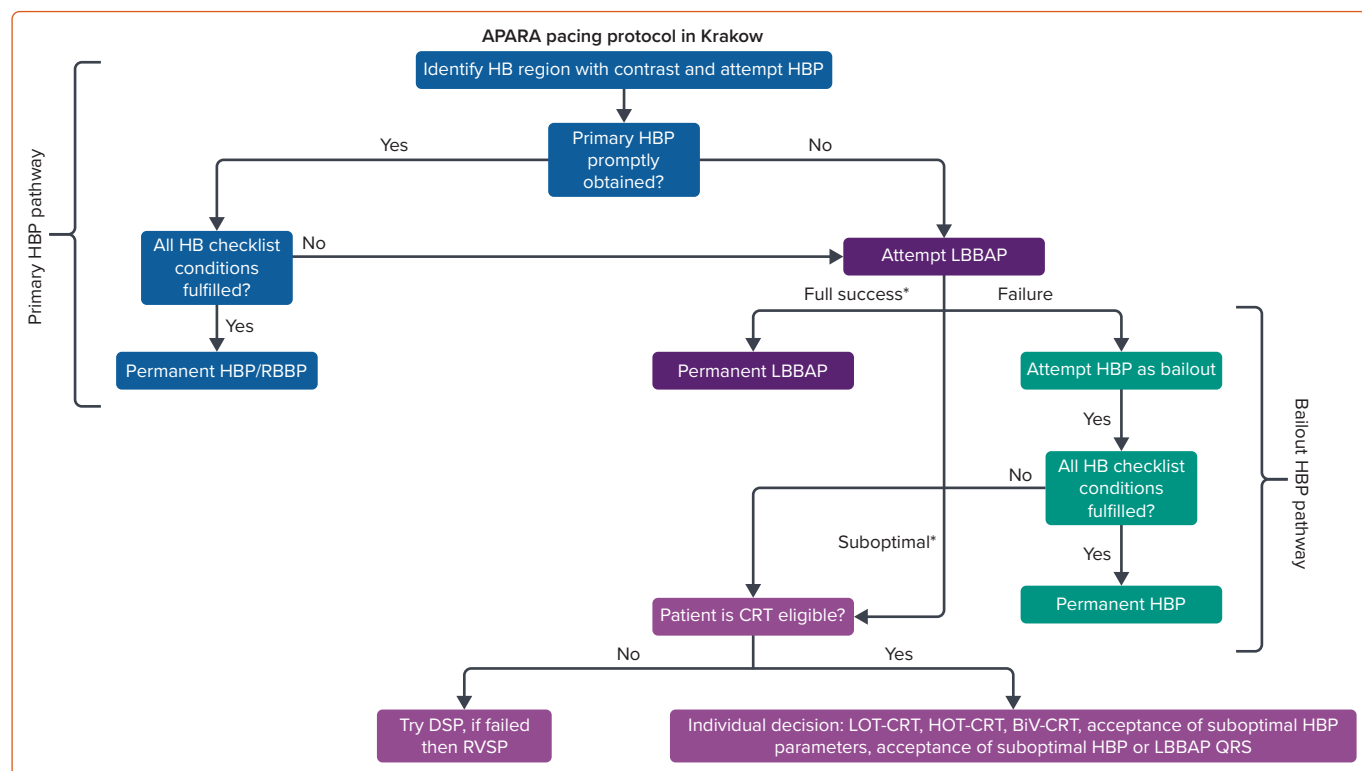 APARA pacing protocol in Krakow
Identify HB region with contrast and attempt HBP
Primary HBP pathway
Primary HBP
promptly
obtained?
Yes
No
All HB checklist
conditions
fulfilled?
No
Attempt LBBAP
Yes
Full success*
Failure
Permanent HBP/RBBP
Permanent LBBAP
Attempt HBP as bailout
Bailout HBP pathway
Yes
All HB checklist
conditions
fulfilled?
No
Suboptimal*
Yes
Permanent HBP
Patient is CRT eligible?
No
Yes
Try DSP, if failed
then RVSP
Individual decision: LOT-CRT, HOT-CRT, BiV-CRT, acceptance of suboptimal HBP
parameters, acceptance of suboptimal HBP or LBBAP QRS